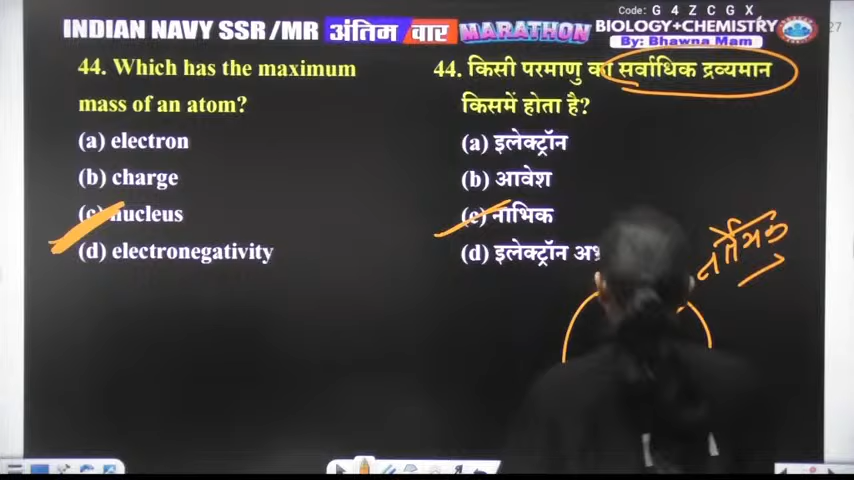 Code: G 4 Z C G X
INDIAN NAVY SSR/MR अंतिम वार MARATHON BIOLOGY+CHEMISTRY
By: Bhawna Mam
27
44. Which has the maximum
mass of an atom?
(a) electron
(b) charge
(c) nucleus
(d) electronegativity
44. किसी परमाणु का सर्वाधिक द्रव्यमान
किसमें होता है?
(a) इलेक्ट्रॉन
(b) आवेश
(c) नाभिक
(d) इलेक्ट्रॉन